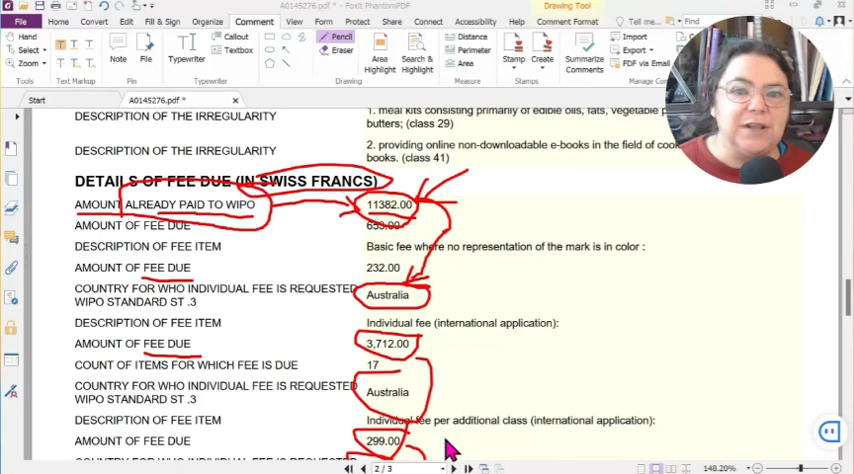 A0145276.pdf * - Foxit PhantomPDF
Drawing Tool
File Home Convert Edit Fill & Sign Organize Comment View Form Protect Share Connect Accessibility Help Comment Format Tell me... Find
Hand
Select
Zoom
Tools
Text Markup
Typewriter
Callout
Textbox
Typewriter
Pencil
Eraser
Drawing
Area Highlight
Search & Highlight
Distance
Perimeter
Area
Measure
Stamp
Create
Stamps
Summarize Comments
Import
Export
FDF via Email
Start
A0145276.pdf *
DESCRIPTION OF THE IRREGULARITY
1. meal kits consisting primarily of edible oils, fats, vegetable
butters; (class 29)
DESCRIPTION OF THE IRREGULARITY
2. providing online non-downloadable e-books in the field of
books. (class 41)
DETAILS OF FEE DUE (IN SWISS FRANCS)
AMOUNT ALREADY PAID TO WIPO 11382.00
AMOUNT OF FEE DUE 653.00
DESCRIPTION OF FEE ITEM Basic fee where no representation of the mark is in color :
AMOUNT OF FEE DUE 232.00
COUNTRY FOR WHO INDIVIDUAL FEE IS REQUESTED
WIPO STANDARD ST .3 Australia
DESCRIPTION OF FEE ITEM Individual fee (international application):
AMOUNT OF FEE DUE 3,712.00
COUNT OF ITEMS FOR WHICH FEE IS DUE 17
COUNTRY FOR WHO INDIVIDUAL FEE IS REQUESTED
WIPO STANDARD ST .3 Australia
DESCRIPTION OF FEE ITEM Individual fee per additional class (international application):
AMOUNT OF FEE DUE 299.00
2 / 3
148.20%